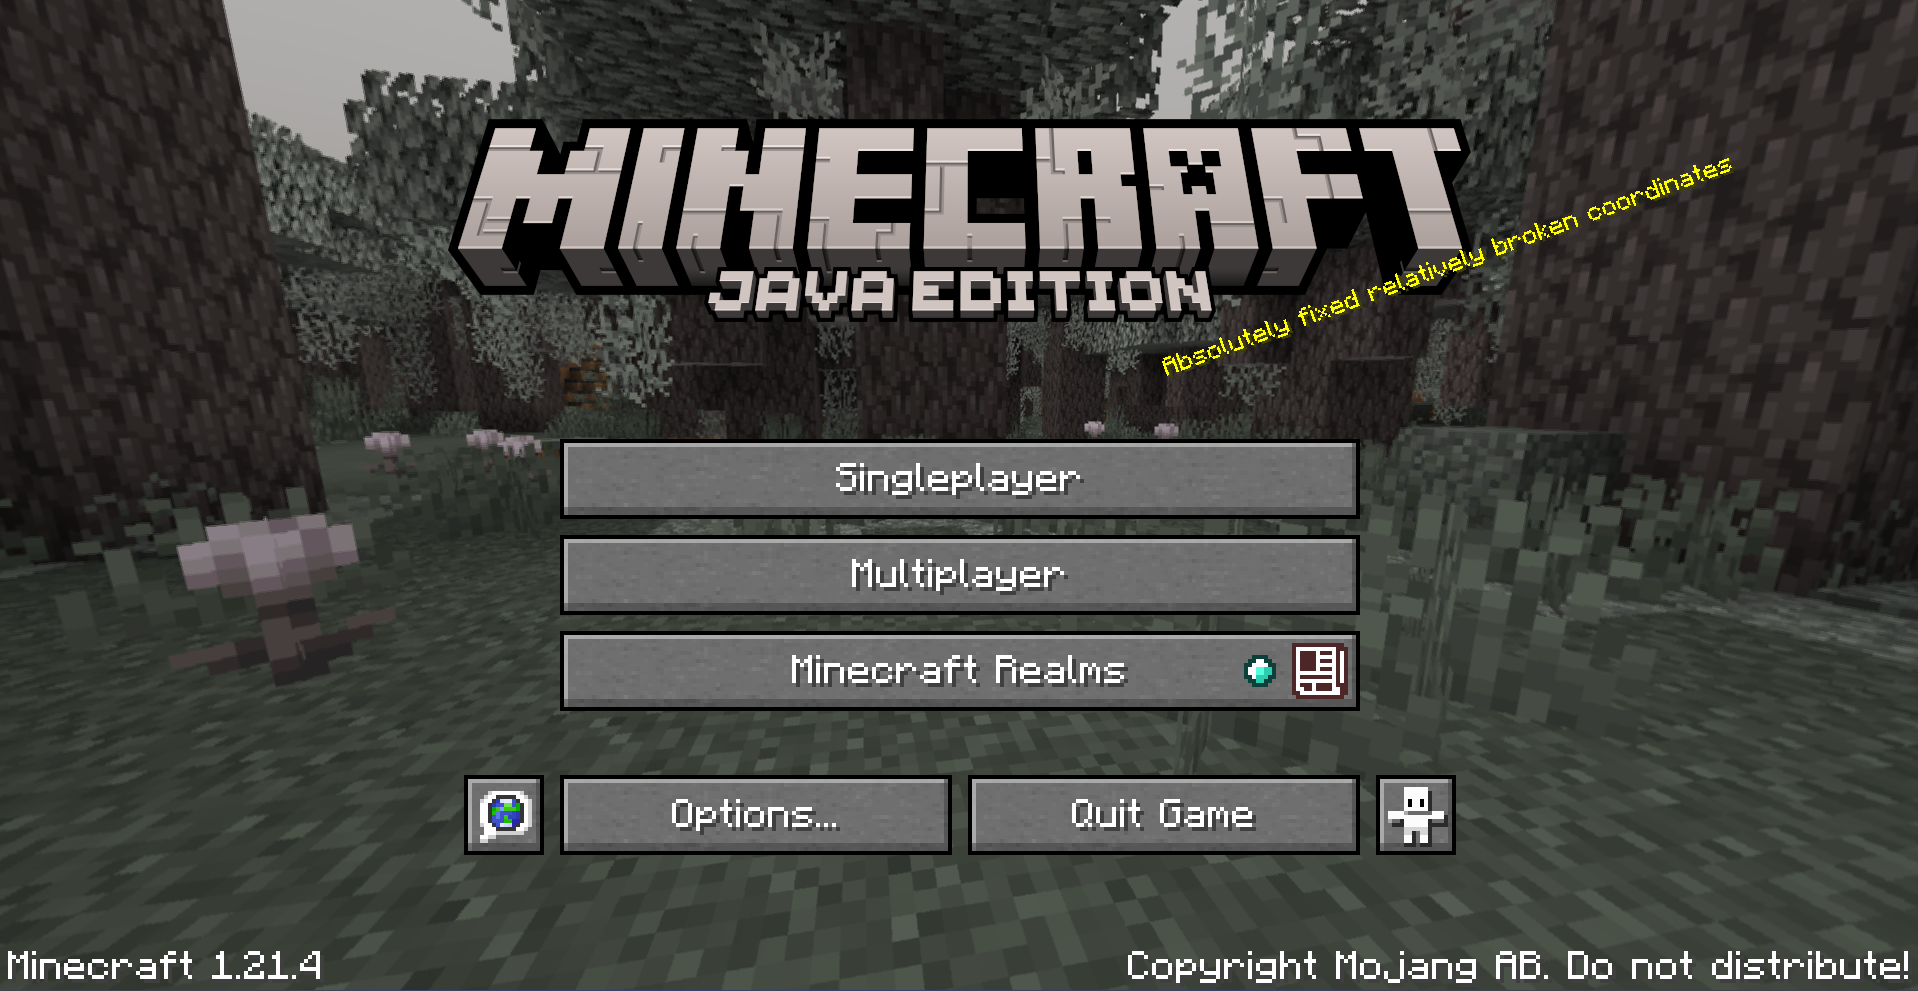 MINECRAFT
JAVA EDITION
Absolutely fixed relatively broken coordinates
Singleplayer
Multiplayer
Minecraft Realms
Options...
Quit Game
Minecraft 1.21.4
Copyright Mojang AB. Do not distribute!